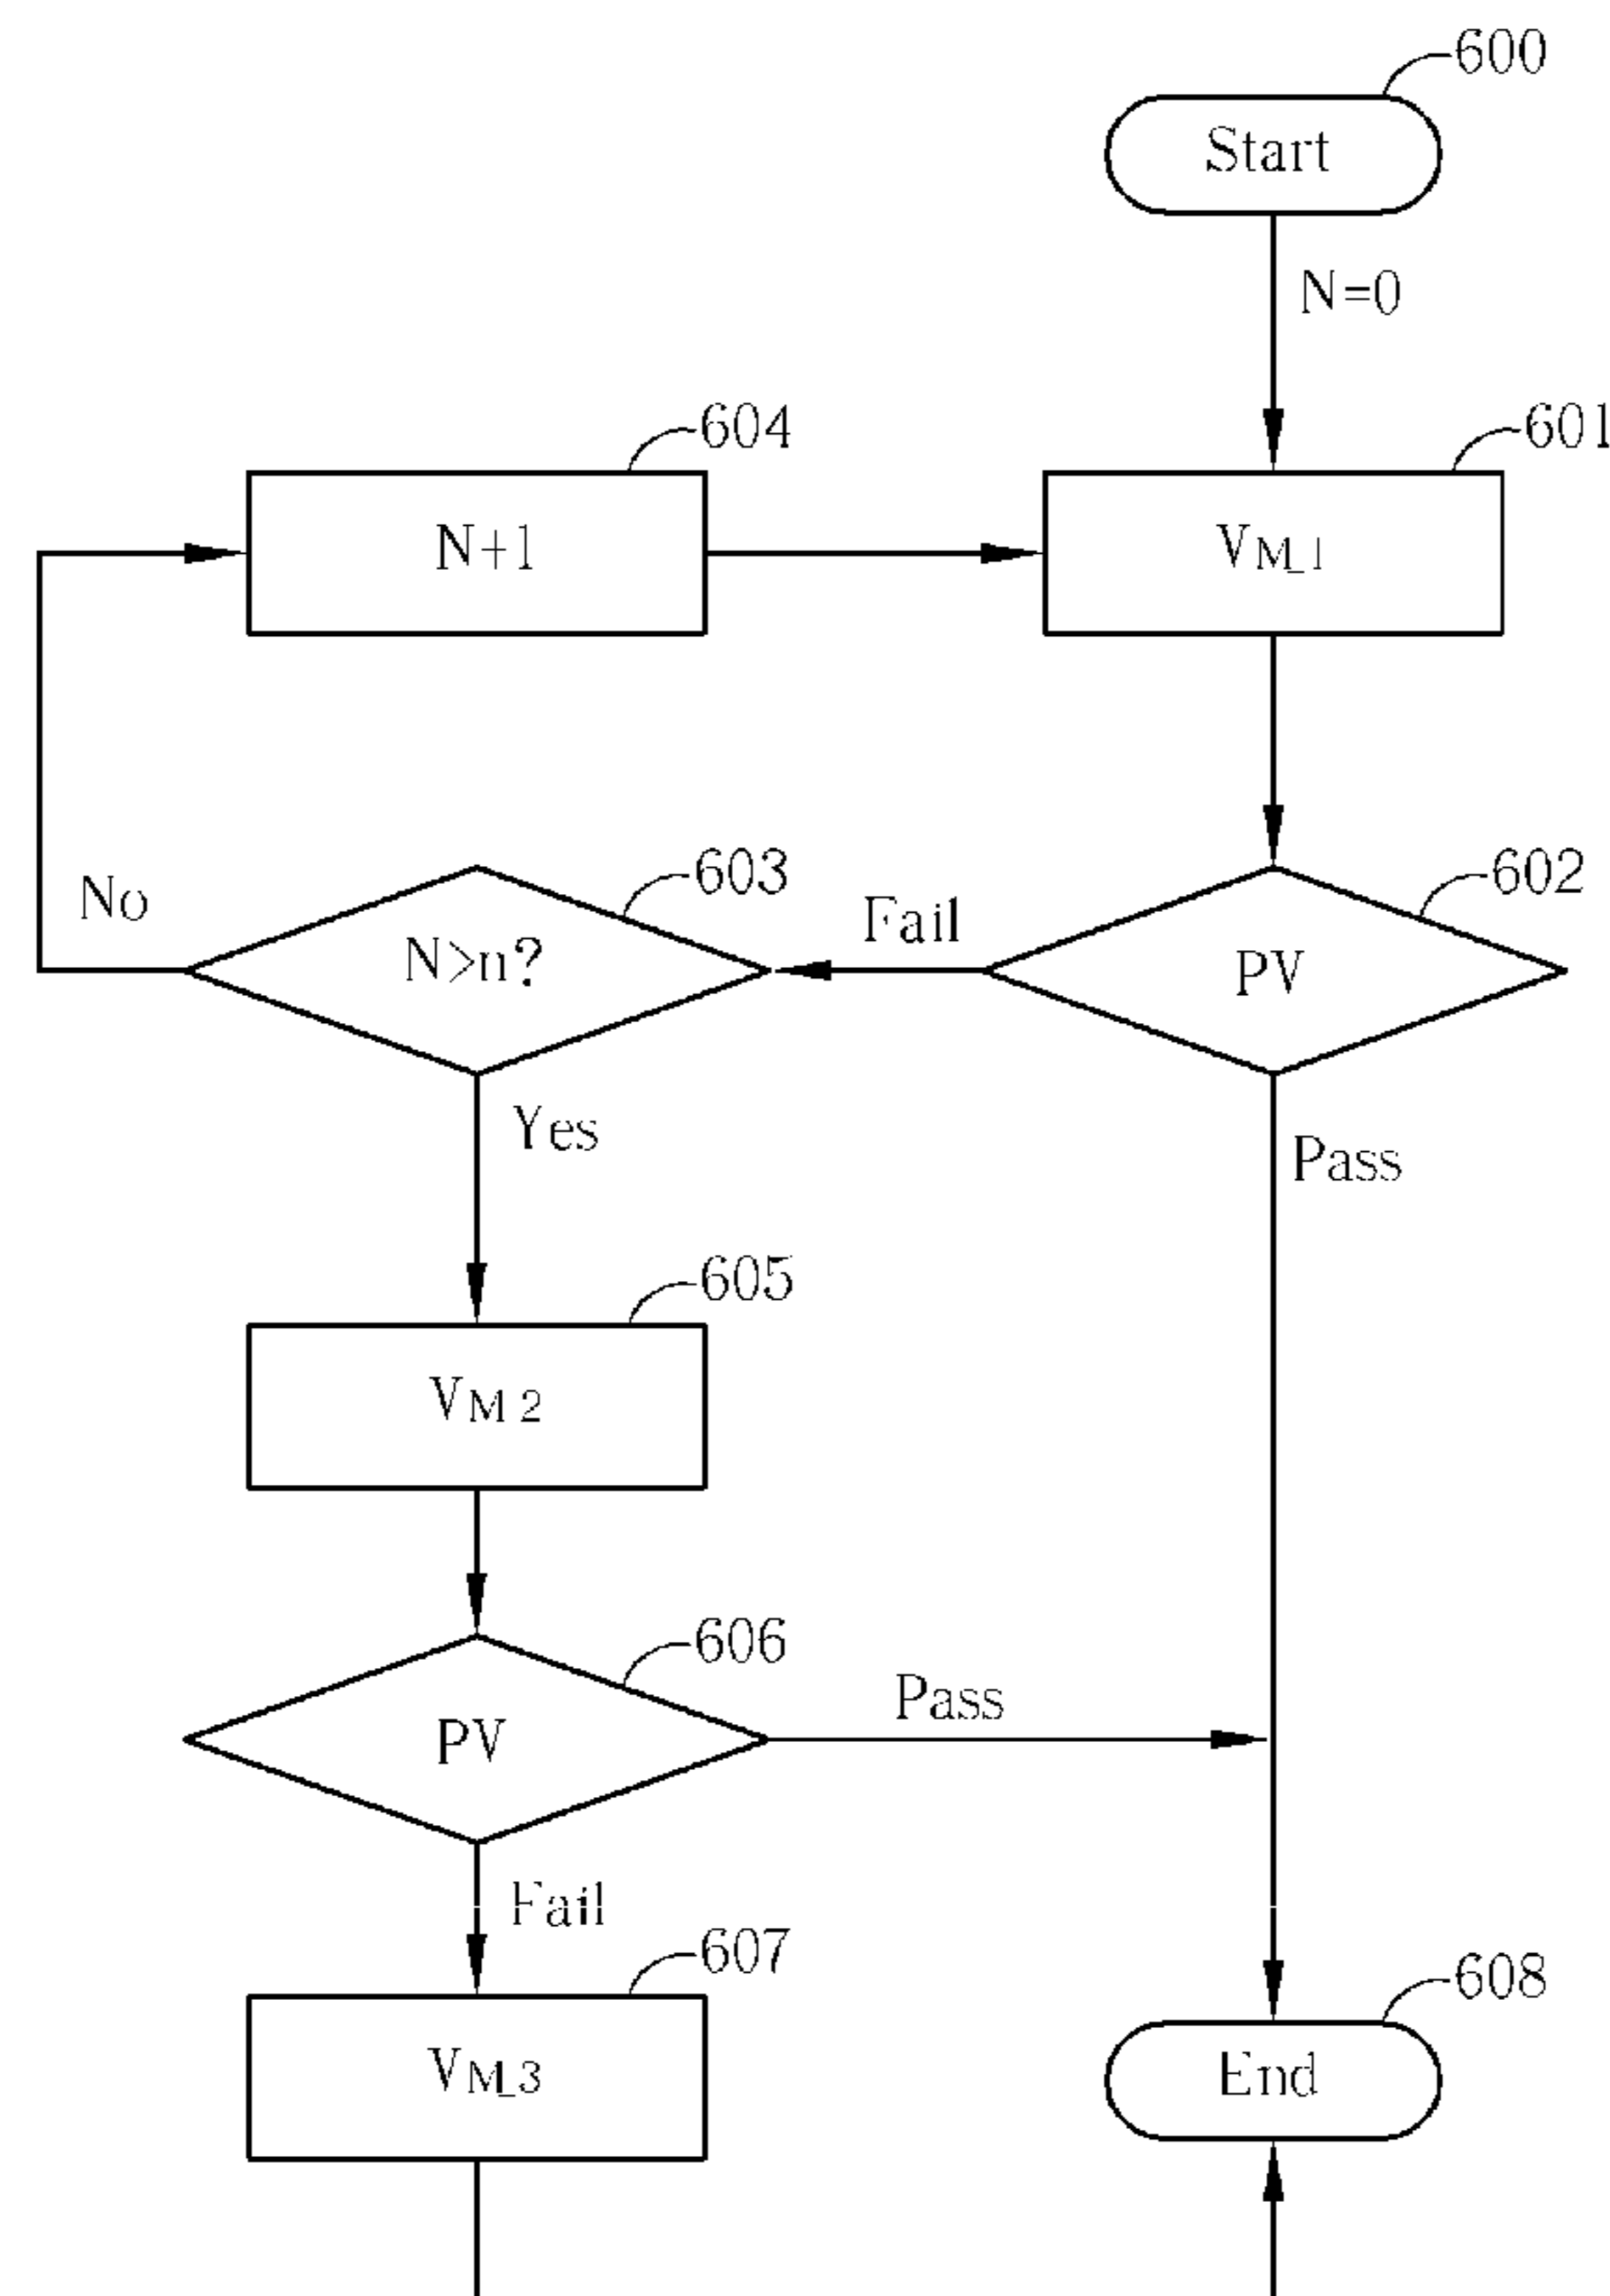 600
Start
N=0
604
601
N+1
VM_1
603
602
No
Fail
N>n?
PV
Yes
Pass
605
VM 2
606
Pass
PV
Fail
607
608
VM_3
End